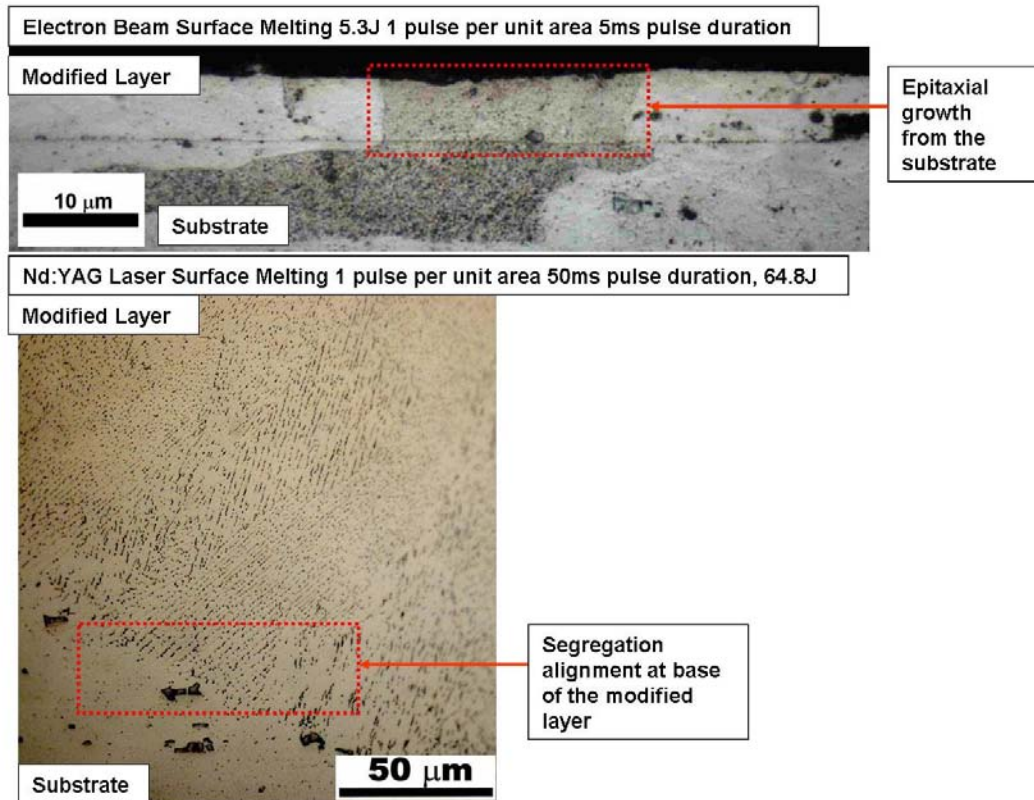 Electron Beam Surface Melting 5.3J 1 pulse per unit area 5ms pulse duration
Modified Layer
Epitaxial
growth
from the
substrate
10 μm
Substrate
Nd:YAG Laser Surface Melting 1 pulse per unit area 50ms pulse duration, 64.8J
Modified Layer
Segregation
alignment at base
of the modified
layer
50 μm
Substrate